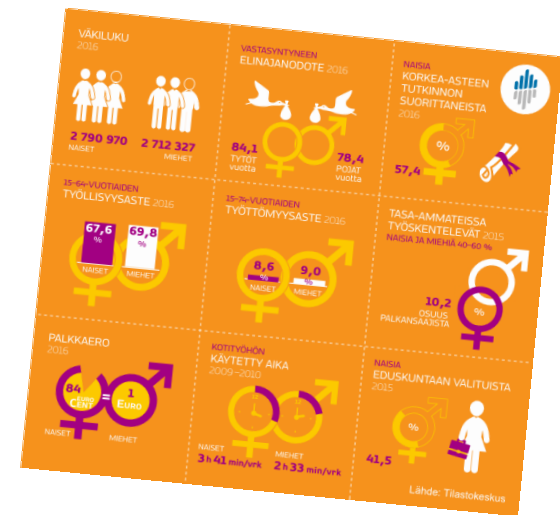 VÄKILUKU
2016
2 790 970
NAISET
2 712 327
MIEHET
VASTASYNTYNEEN
ELINAJANODOTE 2016
84,1
TYTÖT
vuotta
78,4
POJAT
vuotta
NAISIA
KORKEA-ASTEEN
TUTKINNON
SUORITTANEISTA
2016
%
57,4
15–64-VUOTIAIDEN
TYÖLLISYYSASTE 2016
67,6
%
NAISET
69,8
%
MIEHET
15–74-VUOTIAIDEN
TYÖTTÖMYYSASTE 2016
8,6
%
NAISET
9,0
%
MIEHET
TASA-AMMATEISSA
TYÖSKENTELEVÄT 2015
NAISIA JA MIEHIÄ 40–60 %
10,2
OSUUS
PALKANSAAJISTA
%
PALKKAERO
2016
84
EURO
CENT
=
1
EURO
NAISET
MIEHET
KOTITYÖHÖN
KÄYTETTY AIKA
2009–2010
NAISET
3 h 41 min/vrk
MIEHET
2 h 33 min/vrk
NAISIA
EDUSKUNTAAN VALITUISTA
2015
%
41,5
Lähde: Tilastokeskus